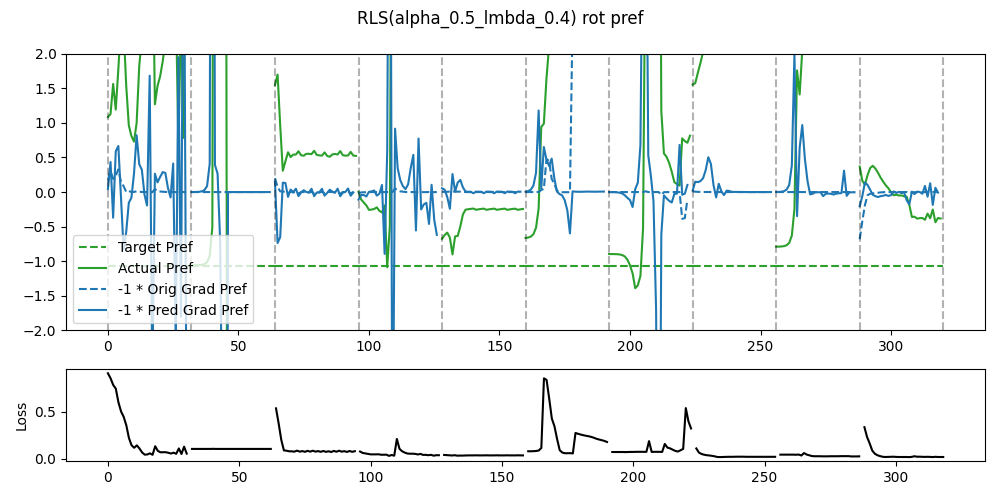 RLS(alpha_0.5_lmbda_0.4) rot pref
2.0
1.5
1.0
0.5
0.0
−0.5
−1.0
−1.5
−2.0
Target Pref
Actual Pref
-1 * Orig Grad Pref
-1 * Pred Grad Pref
0 50 100 150 200 250 300
Loss
0.5
0.0
0 50 100 150 200 250 300